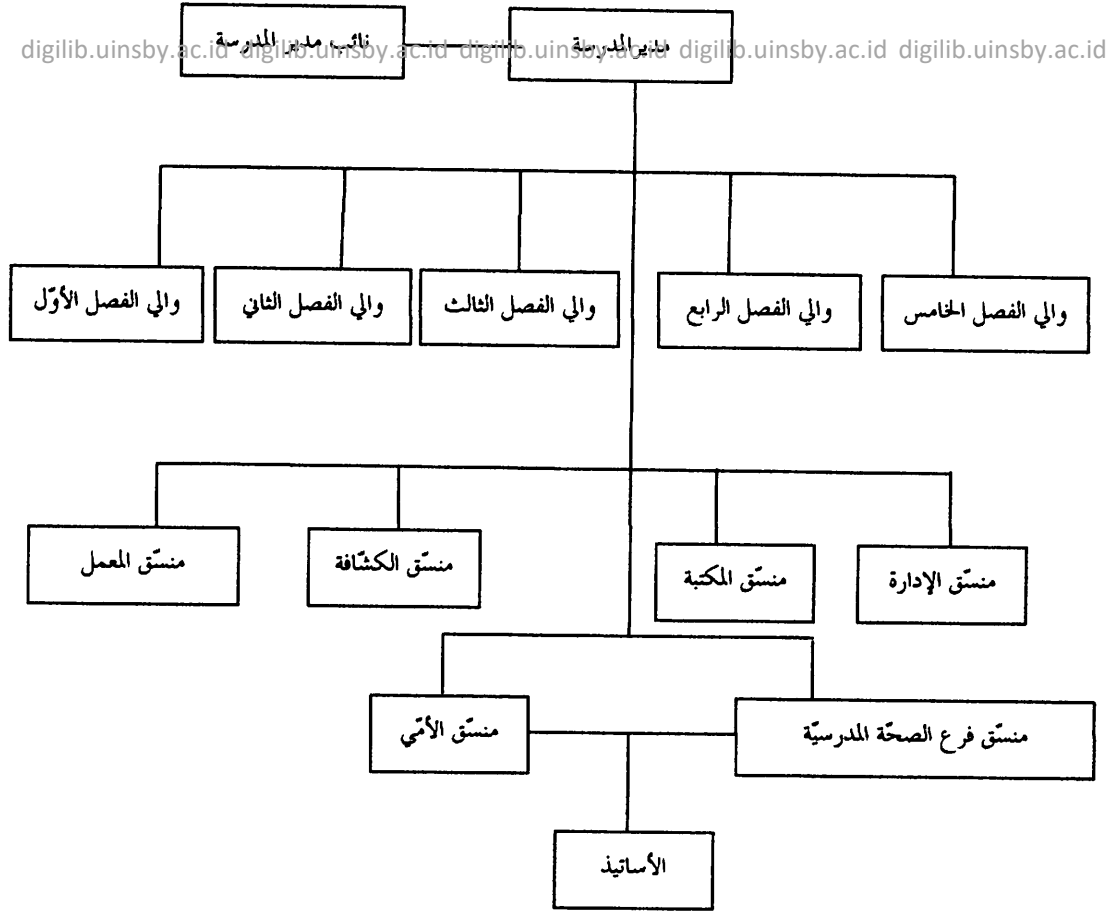 digilib.uinsby.ac.id digilib.uinsby.ac.id digilib.uinsby.ac.id digilib.uinsby.ac.id digilib.uinsby.ac.id
مدير المدرسة
نائب مدير المدرسة
والي الفصل الخامس
والي الفصل الرابع
والي الفصل الثالث
والي الفصل الثاني
والي الفصل الأوّل
منسّق الإدارة
منسّق المكتبة
منسّق الكشّافة
منسّق المعمل
منسّق فرع الصحّة المدرسيّة
منسّق الأمّي
الأساتيذ